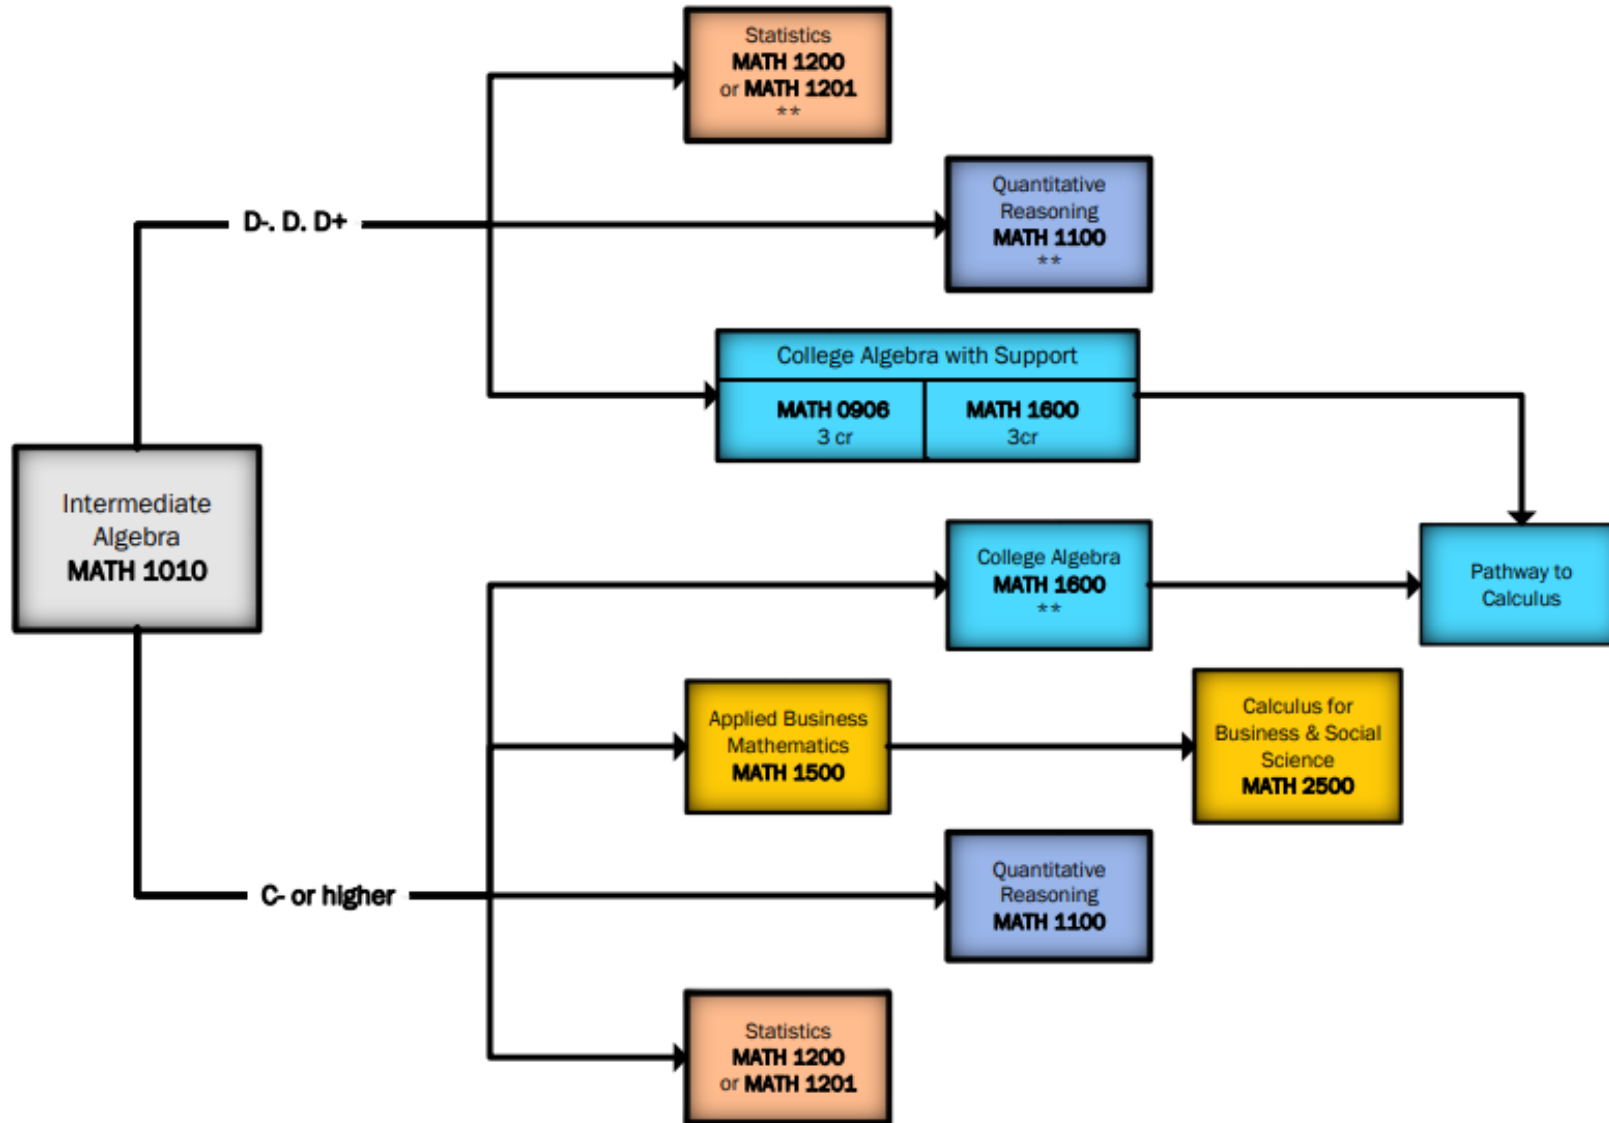 Statistics
MATH 1200
or MATH 1201
**
Quantitative
Reasoning
MATH 1100
**
D-. D. D+
College Algebra with Support
MATH 0906
3 cr
MATH 1600
3cr
Intermediate
Algebra
MATH 1010
College Algebra
MATH 1600
**
Pathway to
Calculus
Applied Business
Mathematics
MATH 1500
Calculus for
Business & Social
Science
MATH 2500
C- or higher
Quantitative
Reasoning
MATH 1100
Statistics
MATH 1200
or MATH 1201